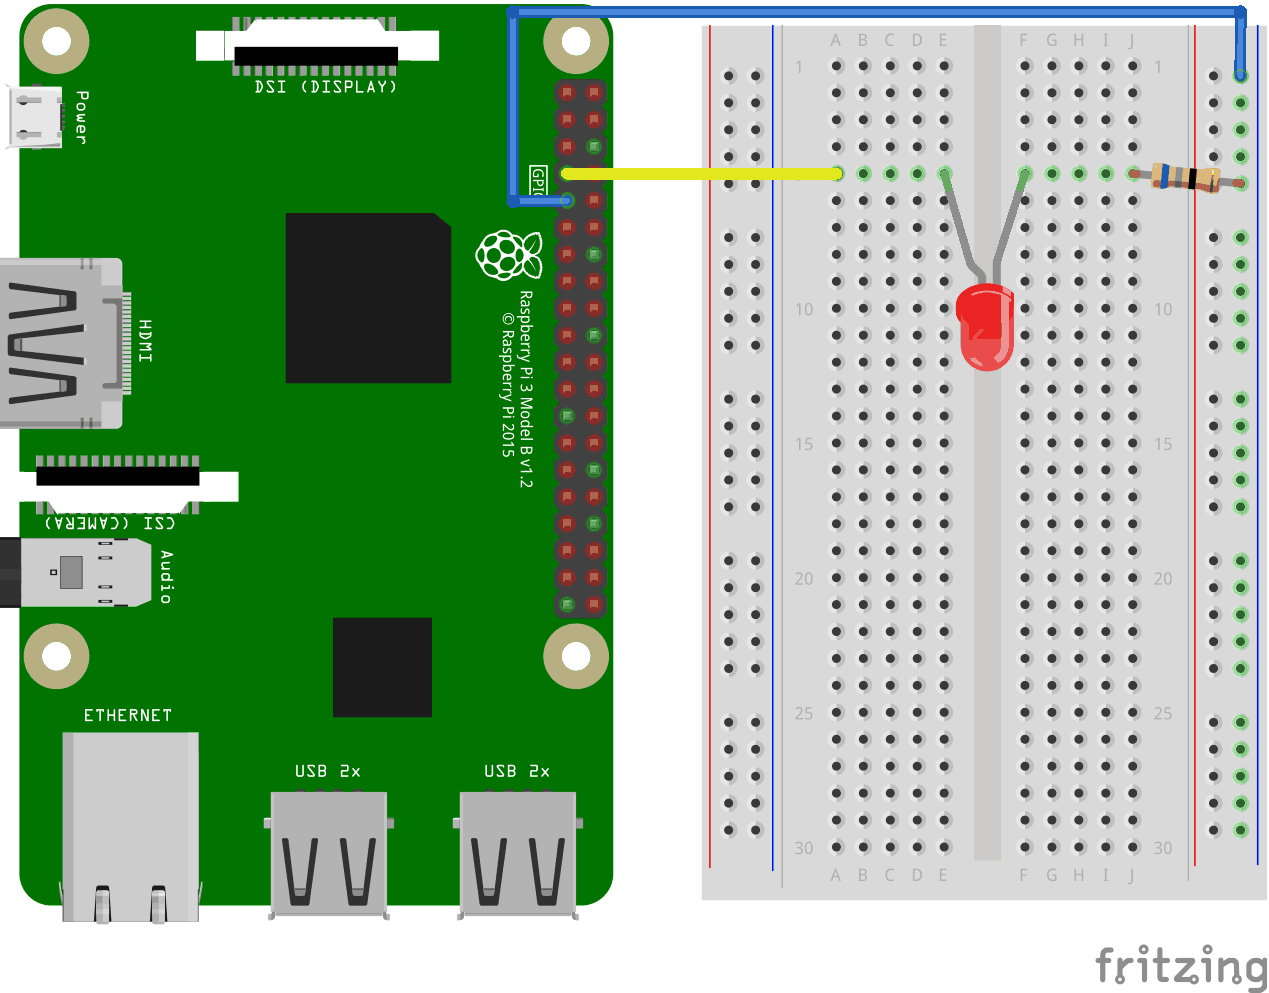 DSI (DISPLAY)
Power
GPIO
HDMI
Raspberry Pi 3 Model B v1.2
© Raspberry Pi 2015
CSI (CAMERA)
Audio
ETHERNET
USB 2x
USB 2x
A B C D E F G H I J
1 1
10 10
15 15
20 20
25 25
30 30
A B C D E F G H I J
fritzing